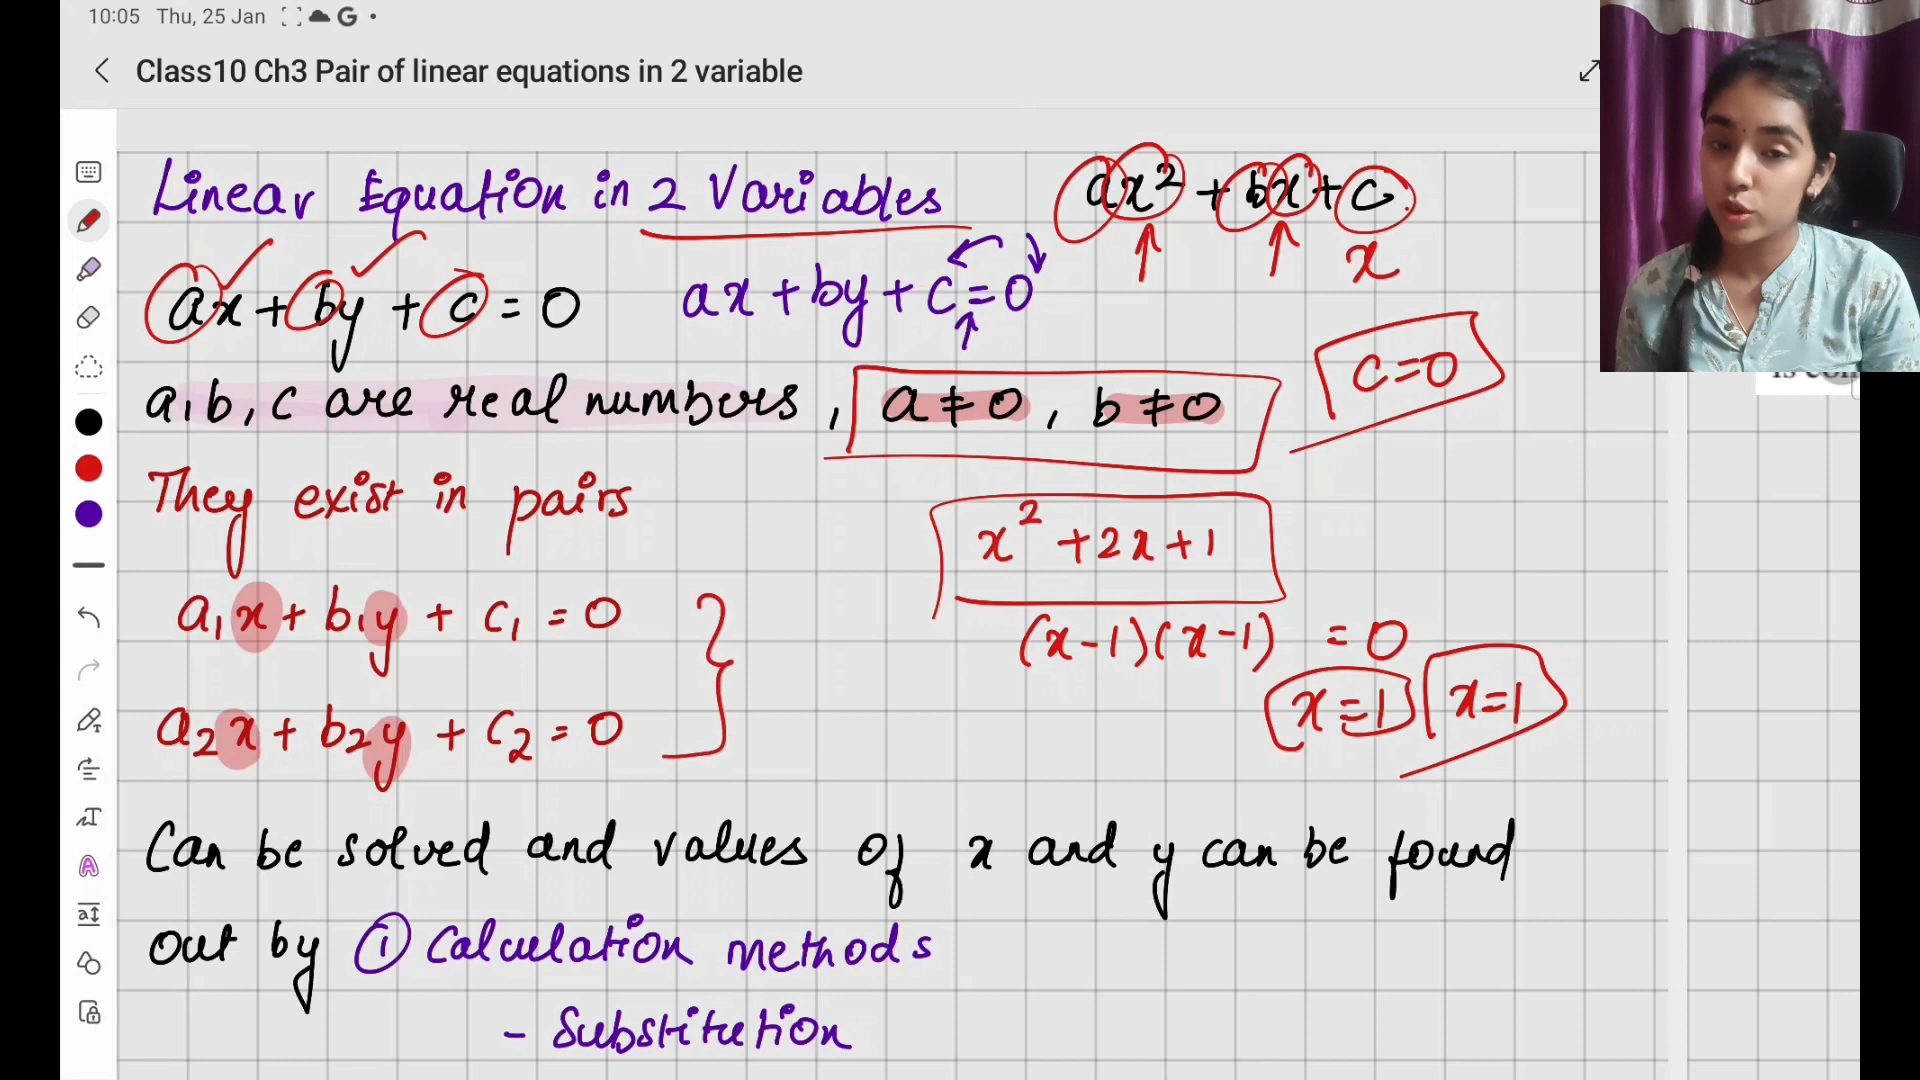 10:05 Thu, 25 Jan
Class10 Ch3 Pair of linear equations in 2 variable
Linear Equation in 2 Variables
ax² + bx¹ + c
x
ax + by + c = 0
ax + by + c = 0
c = 0
a, b, c are real numbers, a ≠ 0, b ≠ 0
They exist in pairs
x² + 2x + 1
a₁x + b₁y + c₁ = 0
(x-1)(x-1) = 0
x = 1 x = 1
a₂x + b₂y + c₂ = 0
Can be solved and values of x and y can be found
out by ① Calculation methods
- Substitution